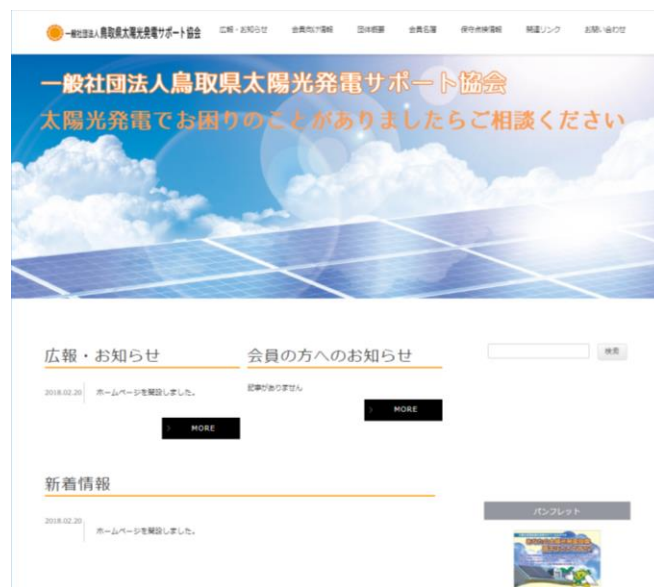 一般社団法人鳥取県太陽光発電サポート協会
広報・お知らせ 会員向け情報 団体概要 会員名簿 保守点検情報 関連リンク お問い合わせ
一般社団法人鳥取県太陽光発電サポート協会
太陽光発電でお困りのことがありましたらご相談ください
広報・お知らせ
2018.02.20 ホームページを開設しました。
MORE
会員の方へのお知らせ
記事がありません
MORE
検索
新着情報
2018.02.20
ホームページを開設しました。
パンフレット